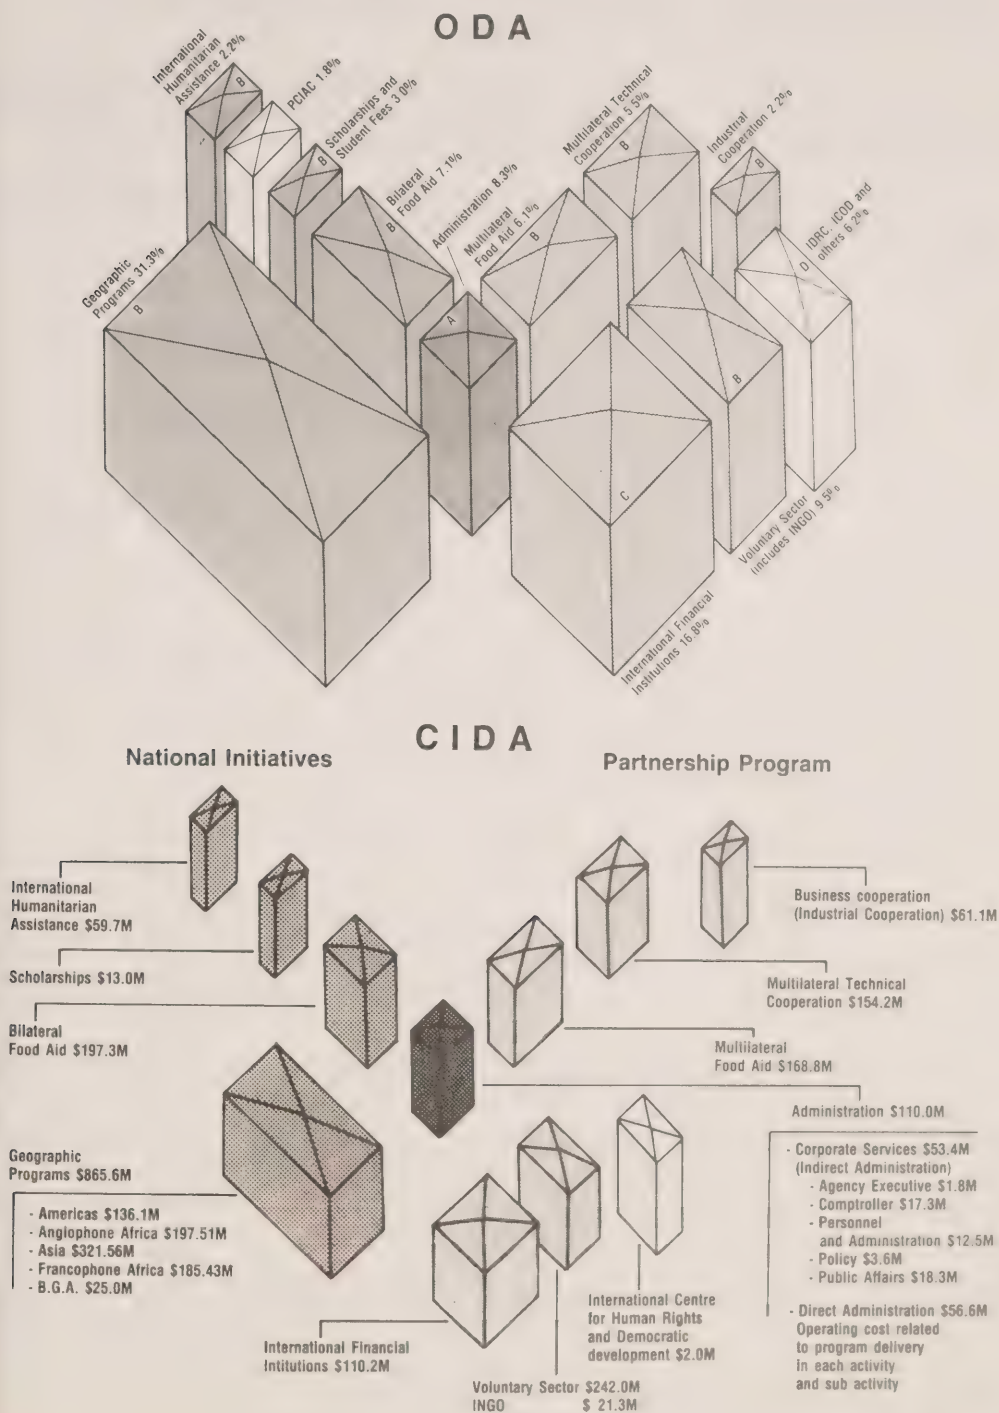 ODA
International
Humanitarian
Assistance 2.2%
B
PCIAC 1.8%
Scholarships and
Student Fees 3.0%
B
Bilateral
Food Aid 7.1%
B
Administration 8.3%
A
Multilateral
Food Aid 6.1%
B
Multilateral Technical
Cooperation 5.5%
B
Industrial
Cooperation 2.2%
B
IDRC, ICOD and
others 6.2%
D
Geographic
Programs 31.3%
B
Voluntary Sector
(includes INGO) 9.5%
B
International Financial
Institutions 16.8%
C
CIDA
National Initiatives
Partnership Program
International
Humanitarian
Assistance $59.7M
Scholarships $13.0M
Bilateral
Food Aid $197.3M
Geographic
Programs $865.6M
- Americas $136.1M
- Anglophone Africa $197.51M
- Asia $321.56M
- Francophone Africa $185.43M
- B.G.A. $25.0M
International Financial
Intitutions $110.2M
Voluntary Sector $242.0M
INGO $ 21.3M
International Centre
for Human Rights
and Democratic
development $2.0M
Business cooperation
(Industrial Cooperation) $61.1M
Multilateral Technical
Cooperation $154.2M
Multilateral
Food Aid $168.8M
Administration $110.0M
- Corporate Services $53.4M
(Indirect Administration)
- Agency Executive $1.8M
- Comptroller $17.3M
- Personnel
and Administration $12.5M
- Policy $3.6M
- Public Affairs $18.3M
- Direct Administration $56.6M
Operating cost related
to program delivery
in each activity
and sub activity